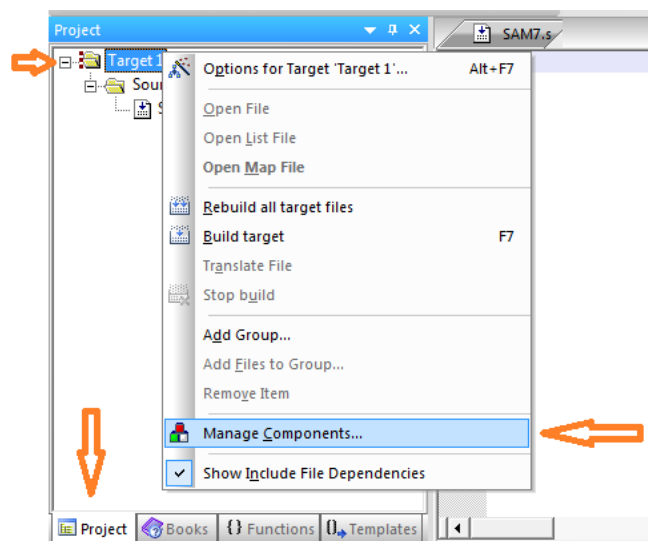 Project
SAM7.s
Target 1
Options for Target 'Target 1'... Alt+F7
Sour
Open File
S
Open List File
Open Map File
Rebuild all target files
Build target F7
Translate File
Stop build
Add Group...
Add Files to Group...
Remove Item
Manage Components...
Show Include File Dependencies
Project Books {} Functions 0 Templates